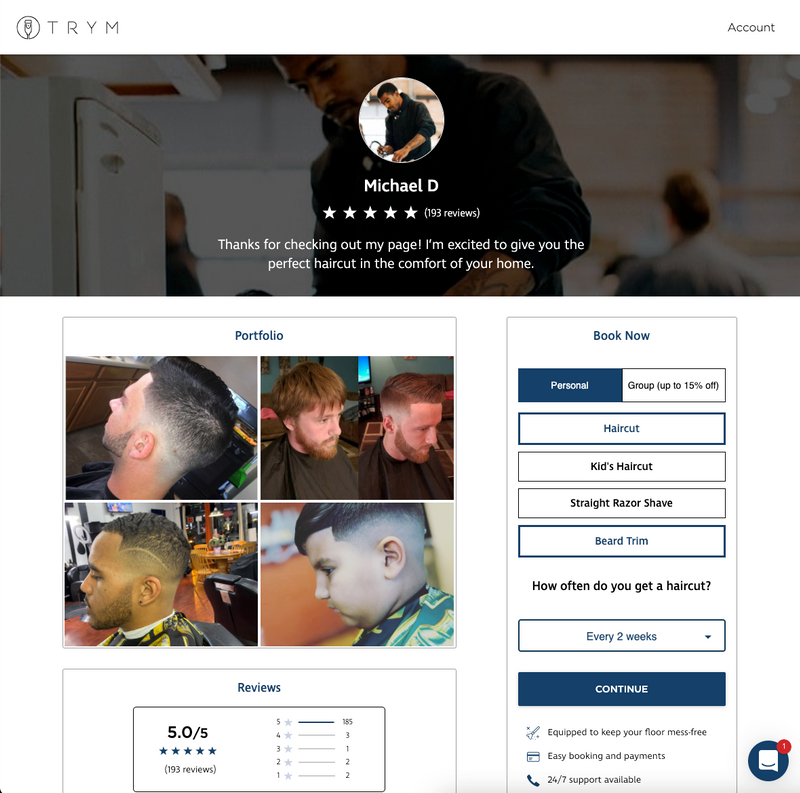 TRYM
Account
Michael D
(193 reviews)
Thanks for checking out my page! I'm excited to give you the
perfect haircut in the comfort of your home.
Portfolio
Reviews
5.0/5
(193 reviews)
5 185
4 3
3 1
2 2
1 2
Book Now
Personal
Group (up to 15% off)
Haircut
Kid's Haircut
Straight Razor Shave
Beard Trim
How often do you get a haircut?
Every 2 weeks
CONTINUE
Equipped to keep your floor mess-free
Easy booking and payments
24/7 support available
1